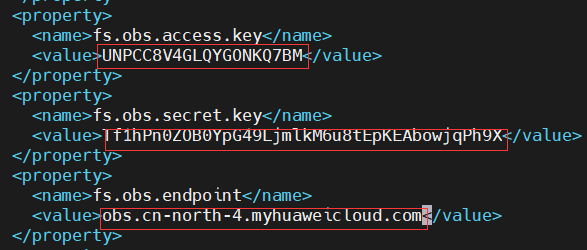 <property>
<name>fs.obs.access.key</name>
<value>UNPCC8V4GLQYGONKQ7BM</value>
</property>
<property>
<name>fs.obs.secret.key</name>
<value>Tf1hPn0ZOB0YpG49LjmlkM6u8tEpKEAbowjqPh9X</value>
</property>
<property>
<name>fs.obs.endpoint</name>
<value>obs.cn-north-4.myhuaweicloud.com</value>
</property>